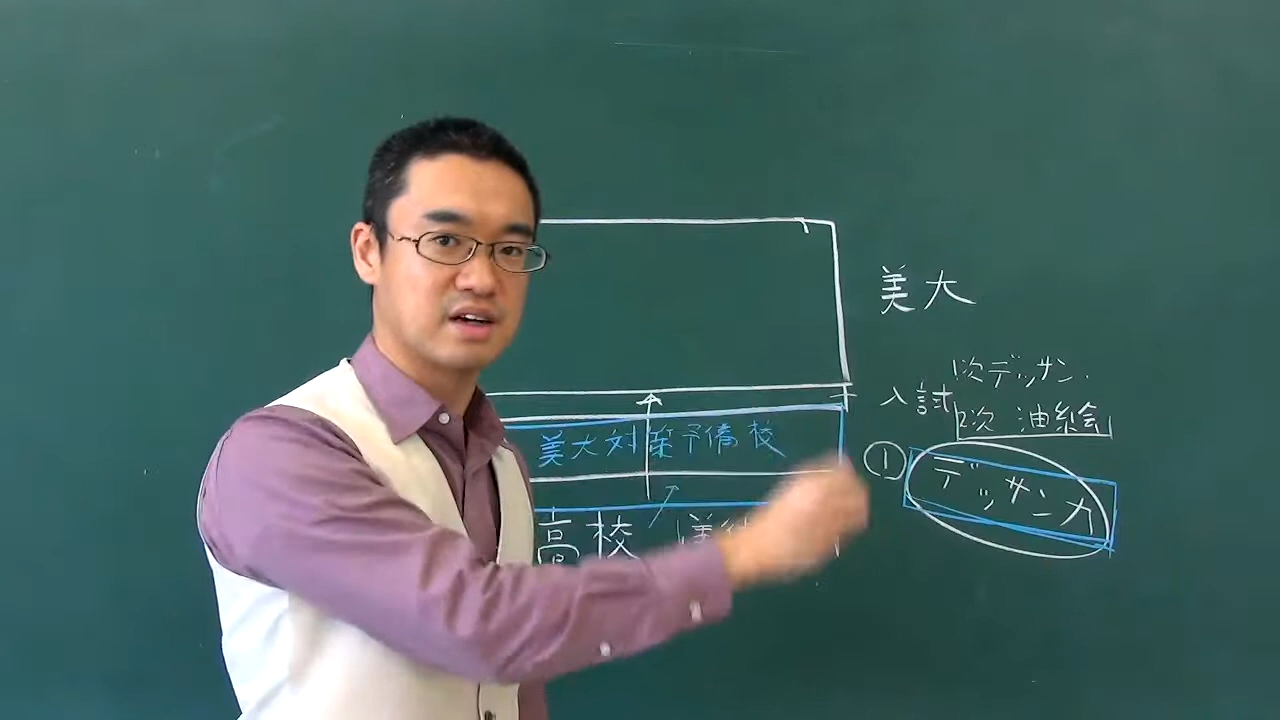 美大
1次デッサン
入試
2次 油絵
美大対策予備校
① デッサン力
高校